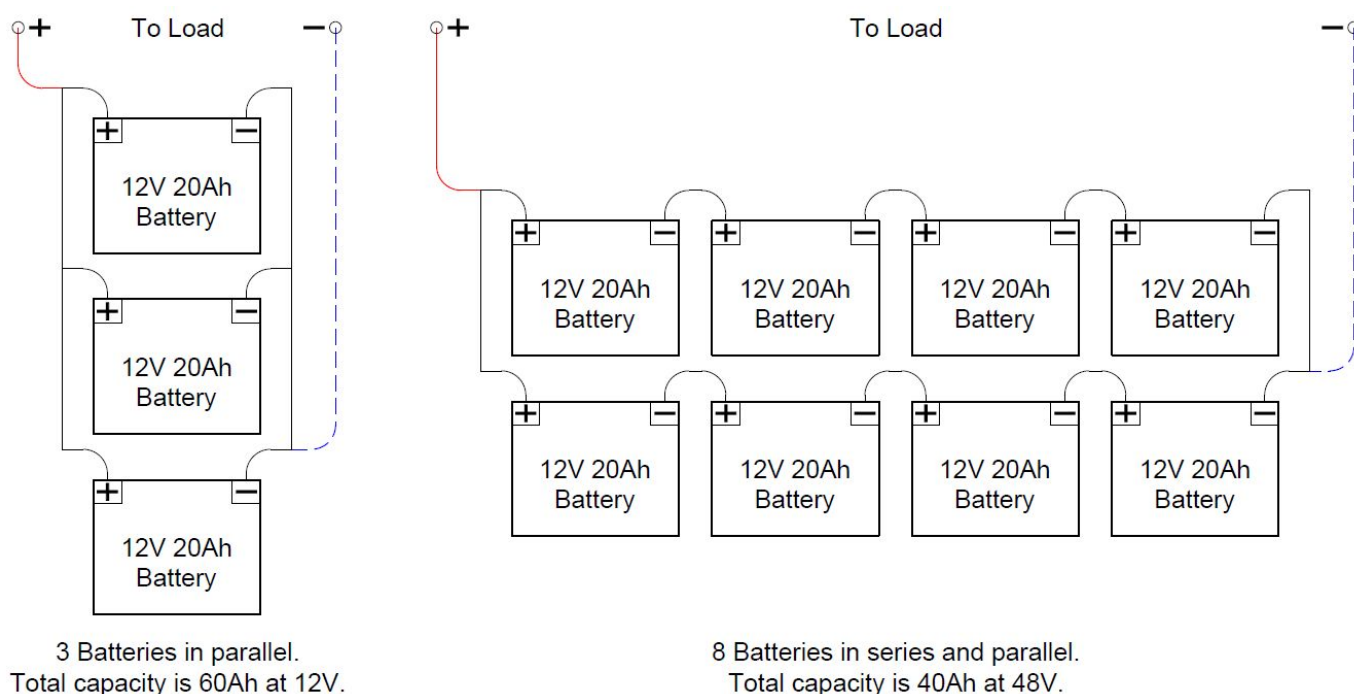 + To Load −
+ −
12V 20Ah
Battery
+ −
12V 20Ah
Battery
+ −
12V 20Ah
Battery
3 Batteries in parallel.
Total capacity is 60Ah at 12V.
+ To Load −
+ − + − + − + −
12V 20Ah 12V 20Ah 12V 20Ah 12V 20Ah
Battery Battery Battery Battery
+ − + − + − + −
12V 20Ah 12V 20Ah 12V 20Ah 12V 20Ah
Battery Battery Battery Battery
8 Batteries in series and parallel.
Total capacity is 40Ah at 48V.